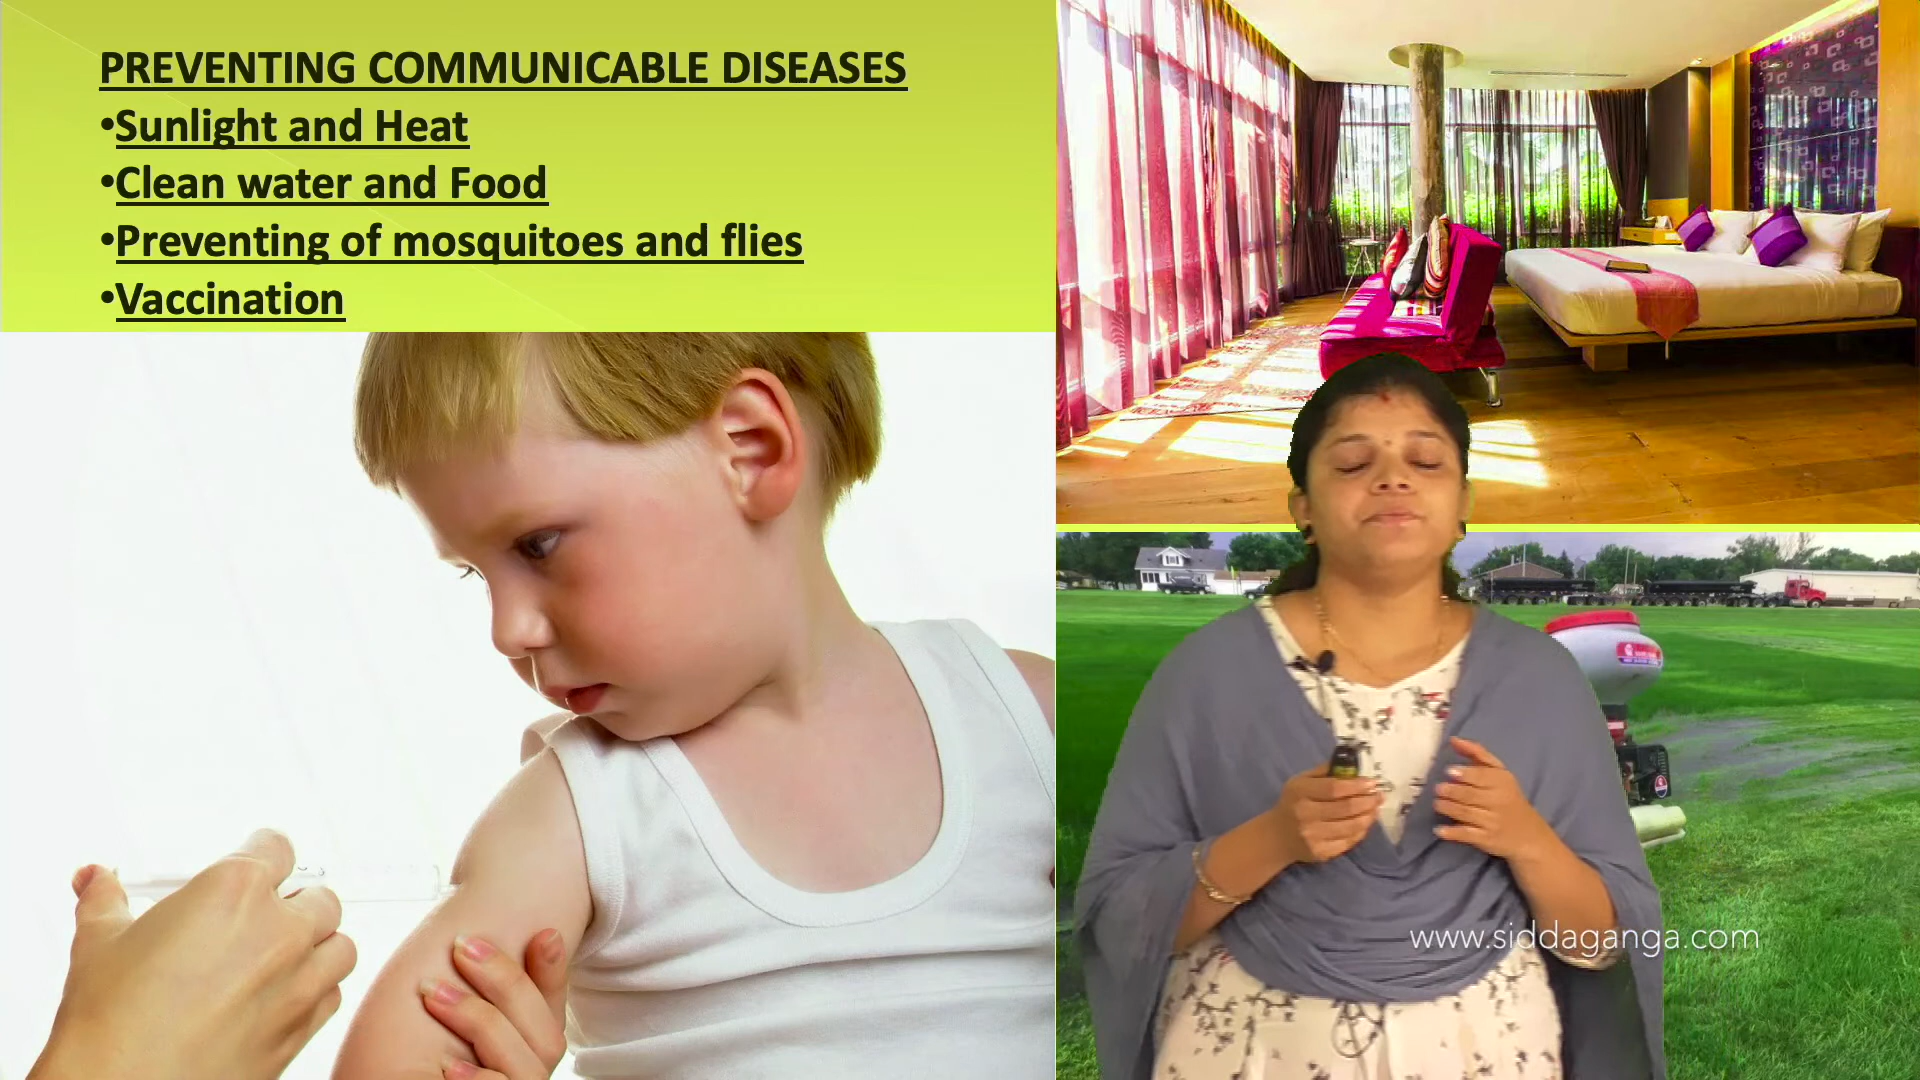 PREVENTING COMMUNICABLE DISEASES
•Sunlight and Heat
•Clean water and Food
•Preventing of mosquitoes and flies
•Vaccination
www.siddaganga.com